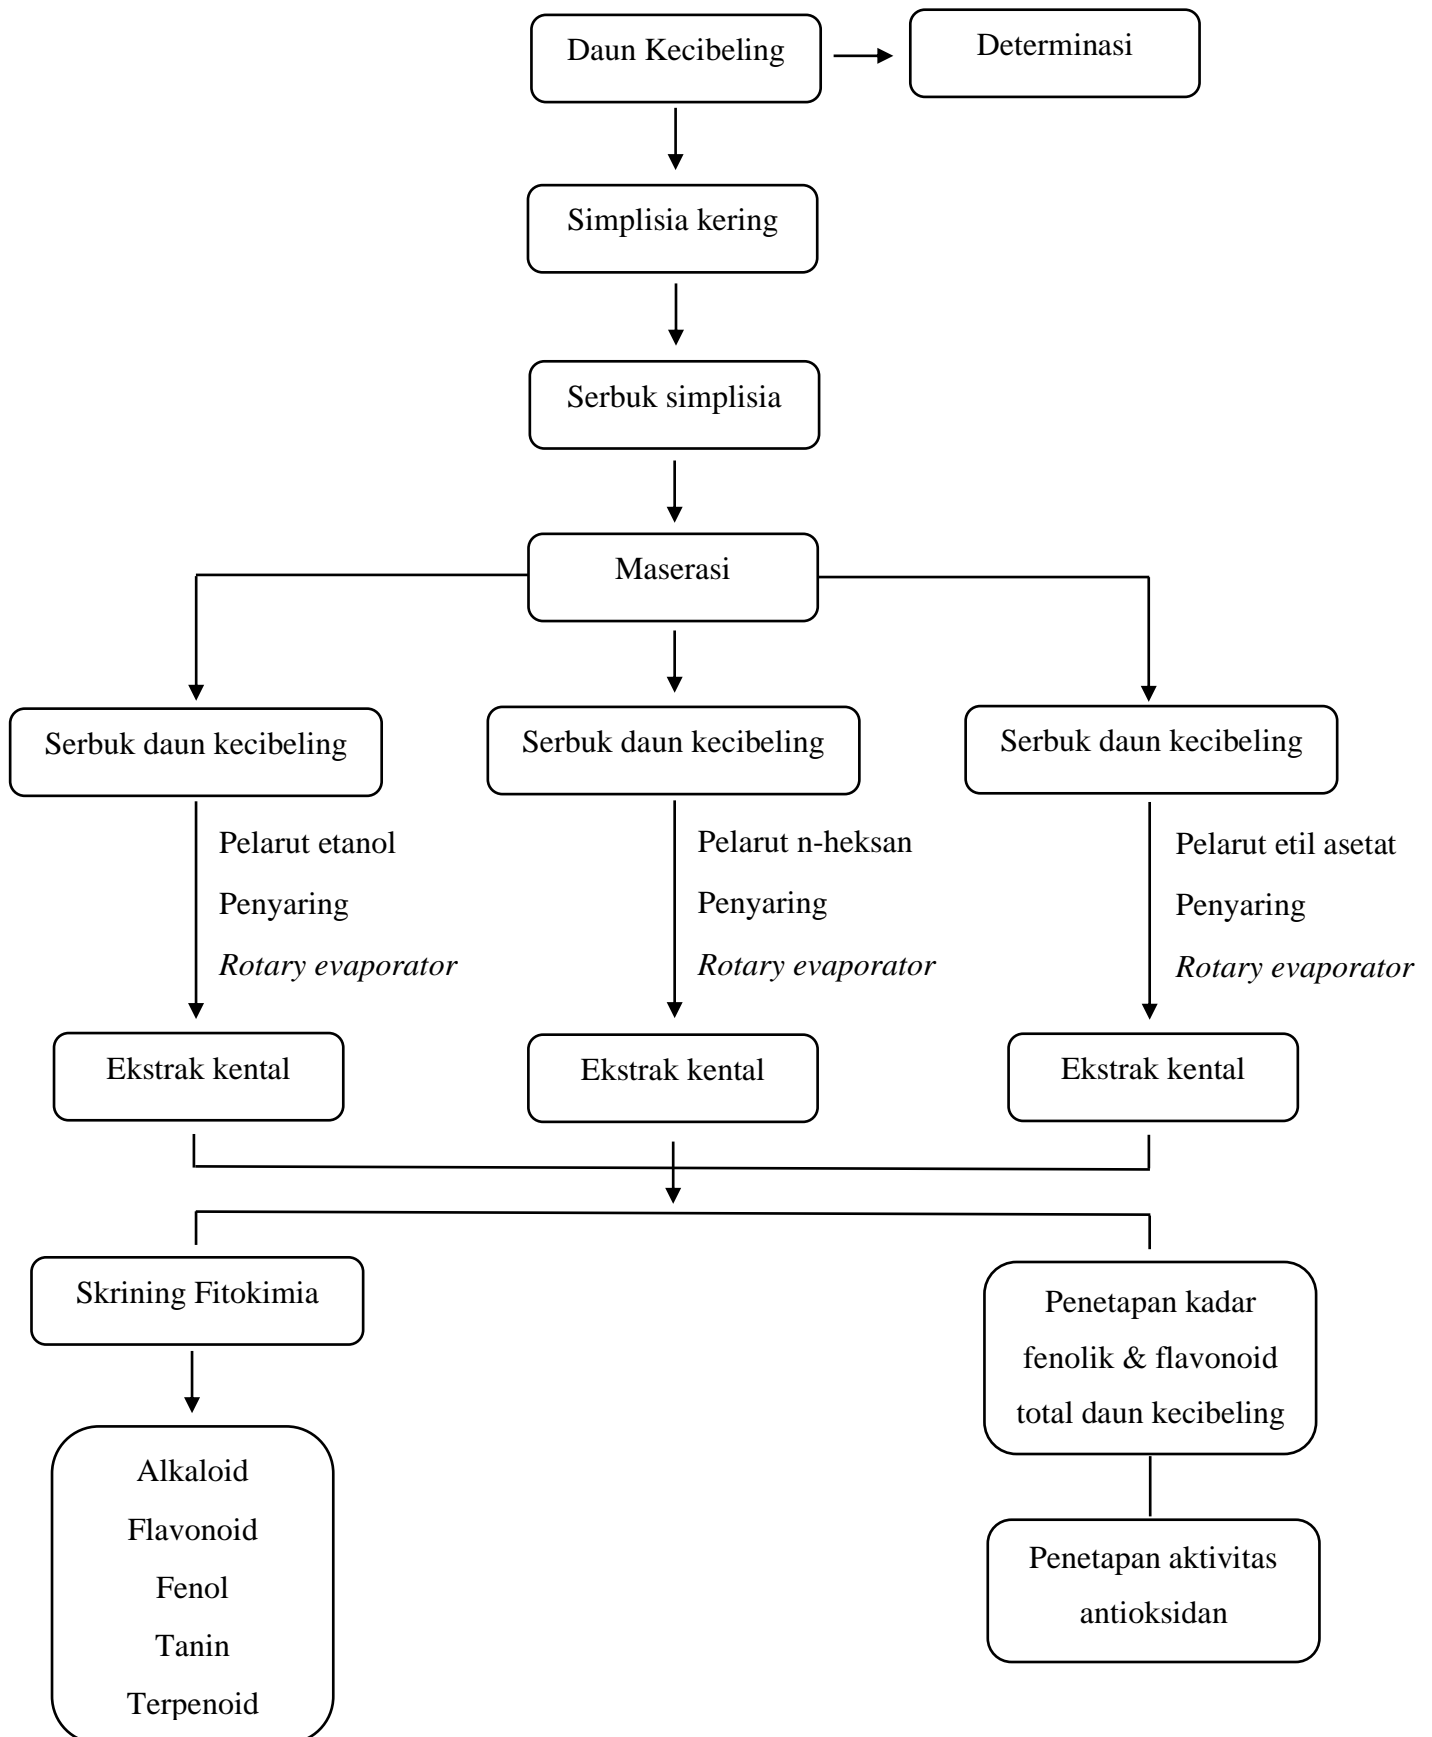 Daun Kecibeling
Determinasi
Simplisia kering
Serbuk simplisia
Maserasi
Serbuk daun kecibeling
Serbuk daun kecibeling
Serbuk daun kecibeling
Pelarut etanol
Penyaring
Rotary evaporator
Pelarut n-heksan
Penyaring
Rotary evaporator
Pelarut etil asetat
Penyaring
Rotary evaporator
Ekstrak kental
Ekstrak kental
Ekstrak kental
Skrining Fitokimia
Alkaloid
Flavonoid
Fenol
Tanin
Terpenoid
Penetapan kadar
fenolik & flavonoid
total daun kecibeling
Penetapan aktivitas
antioksidan